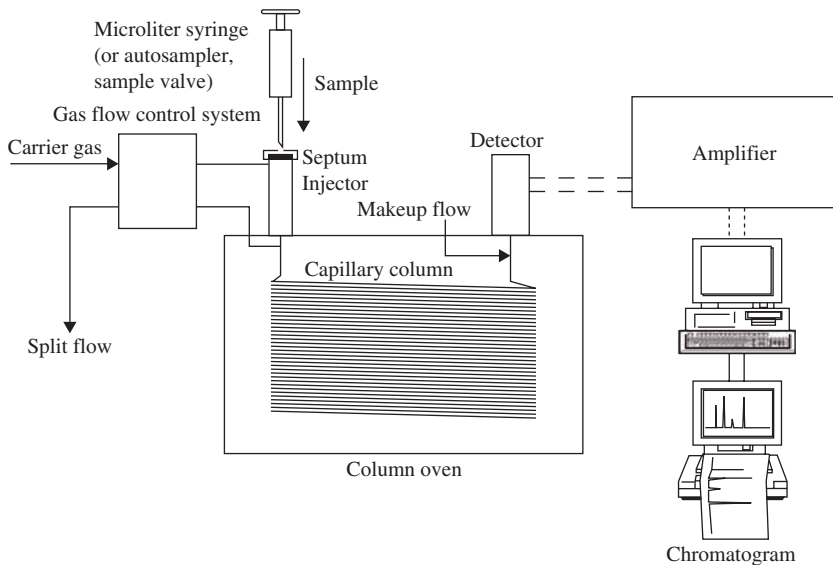 Microliter syringe
(or autosampler,
sample valve)
Sample
Gas flow control system
Carrier gas
Septum
Injector
Detector
Amplifier
Makeup flow
Capillary column
Split flow
Column oven
Chromatogram